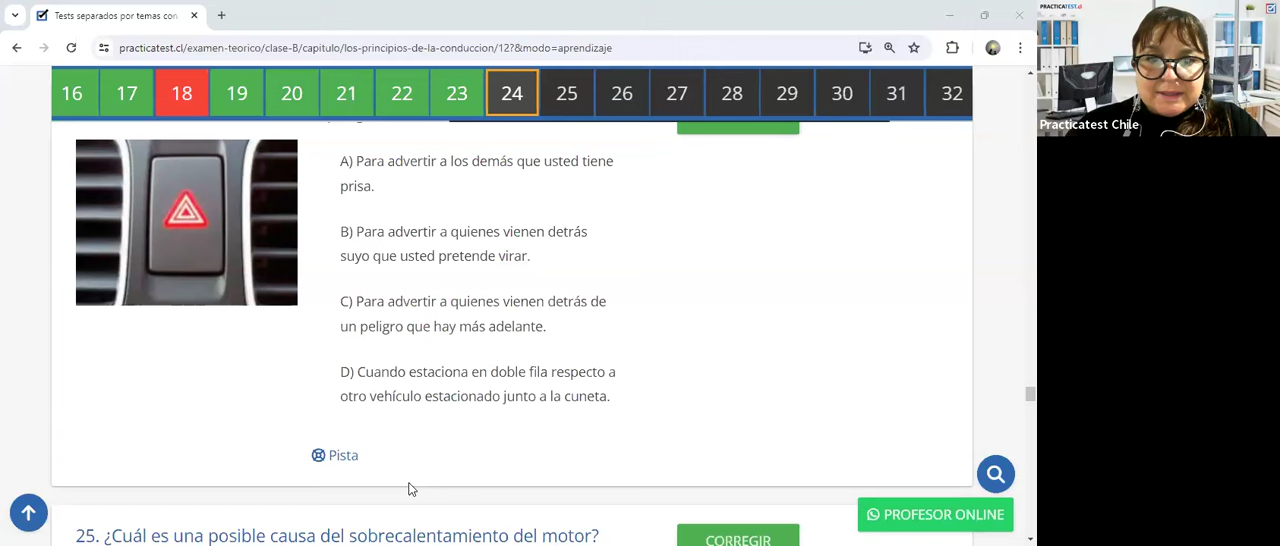 Tests separados por temas con
practicatest.cl/examen-teorico/clase-B/capitulo/los-principios-de-la-conduccion/127&modo=aprendizaje
16 17 18 19 20 21 22 23 24 25 26 27 28 29 30 31 32
A) Para advertir a los demás que usted tiene
prisa.
B) Para advertir a quienes vienen detrás
suyo que usted pretende virar.
C) Para advertir a quienes vienen detrás de
un peligro que hay más adelante.
D) Cuando estaciona en doble fila respecto a
otro vehículo estacionado junto a la cuneta.
Pista
PROFESOR ONLINE
25. ¿Cuál es una posible causa del sobrecalentamiento del motor?
CORREGIR
PRACTICATEST.cl
Practicatest Chile